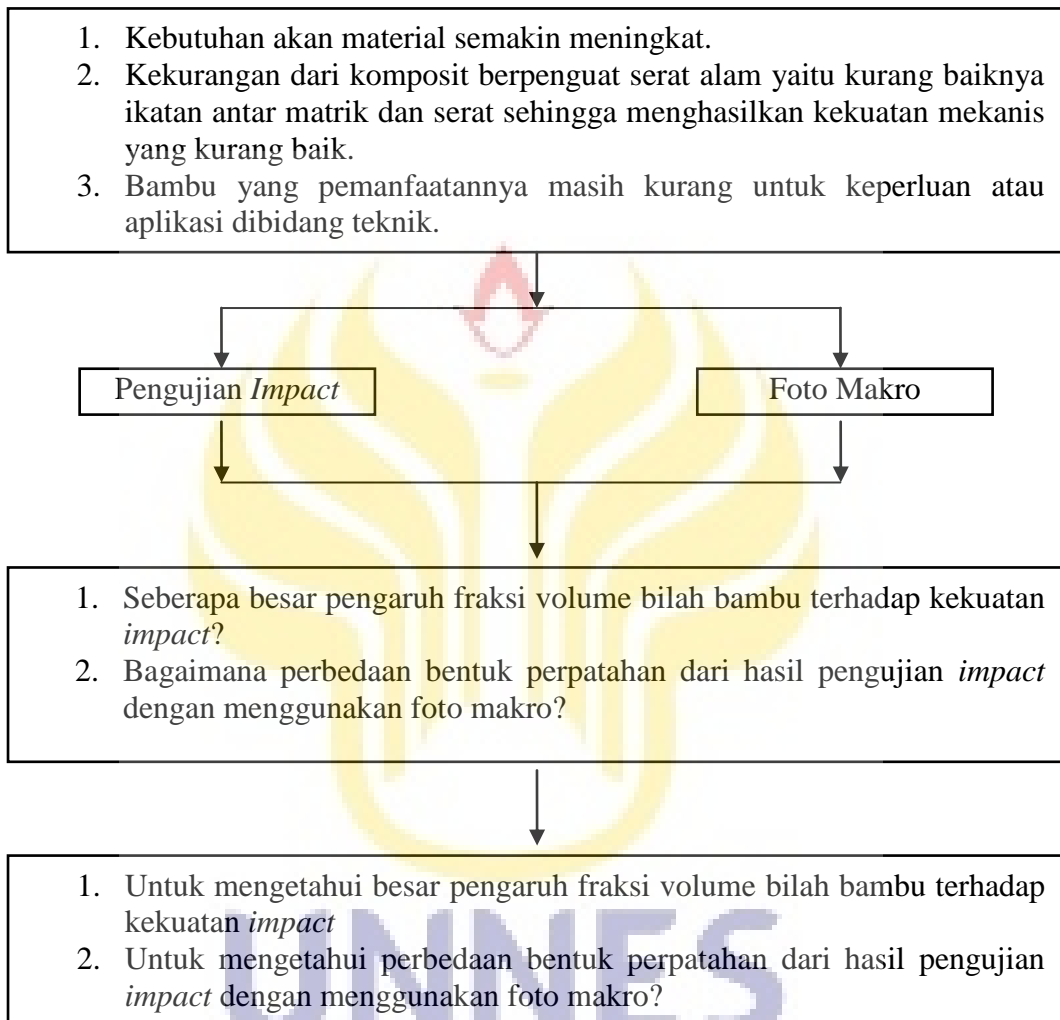 1. Kebutuhan akan material semakin meningkat.
2. Kekurangan dari komposit berpenguat serat alam yaitu kurang baiknya
ikatan antar matrik dan serat sehingga menghasilkan kekuatan mekanis
yang kurang baik.
3. Bambu yang pemanfaatannya masih kurang untuk keperluan atau
aplikasi dibidang teknik.
Pengujian Impact
Foto Makro
1. Seberapa besar pengaruh fraksi volume bilah bambu terhadap kekuatan
impact?
2. Bagaimana perbedaan bentuk perpatahan dari hasil pengujian impact
dengan menggunakan foto makro?
1. Untuk mengetahui besar pengaruh fraksi volume bilah bambu terhadap
kekuatan impact
2. Untuk mengetahui perbedaan bentuk perpatahan dari hasil pengujian
impact dengan menggunakan foto makro?
UNNES